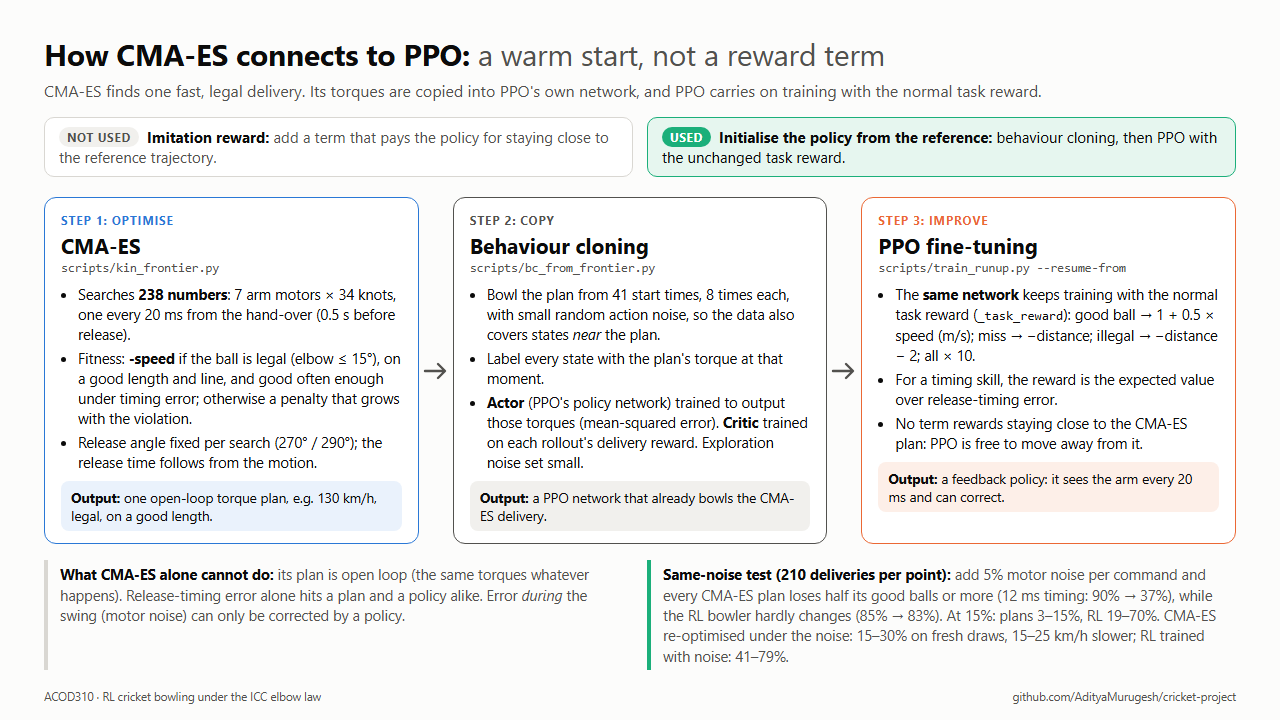 How CMA-ES connects to PPO: a warm start, not a reward term
CMA-ES finds one fast, legal delivery. Its torques are copied into PPO's own network, and PPO carries on training with the normal task reward.
NOT USED Imitation reward: add a term that pays the policy for staying close to
the reference trajectory.
USED Initialise the policy from the reference: behaviour cloning, then PPO with
the unchanged task reward.
STEP 1: OPTIMISE
CMA-ES
scripts/kin_frontier.py
• Searches 238 numbers: 7 arm motors × 34 knots,
one every 20 ms from the hand-over (0.5 s before
release).
• Fitness: -speed if the ball is legal (elbow ≤ 15°), on
a good length and line, and good often enough
under timing error; otherwise a penalty that grows
with the violation.
• Release angle fixed per search (270° / 290°); the
release time follows from the motion.
Output: one open-loop torque plan, e.g. 130 km/h,
legal, on a good length.
→
STEP 2: COPY
Behaviour cloning
scripts/bc_from_frontier.py
• Bowl the plan from 41 start times, 8 times each,
with small random action noise, so the data also
covers states near the plan.
• Label every state with the plan's torque at that
moment.
• Actor (PPO's policy network) trained to output
those torques (mean-squared error). Critic trained
on each rollout's delivery reward. Exploration
noise set small.
Output: a PPO network that already bowls the CMA-
ES delivery.
→
STEP 3: IMPROVE
PPO fine-tuning
scripts/train_runup.py --resume-from
• The same network keeps training with the normal
task reward (_task_reward): good ball → 1 + 0.5 ×
speed (m/s); miss → −distance; illegal → −distance
− 2; all × 10.
• For a timing skill, the reward is the expected value
over release-timing error.
• No term rewards staying close to the CMA-ES
plan: PPO is free to move away from it.
Output: a feedback policy: it sees the arm every 20
ms and can correct.
What CMA-ES alone cannot do: its plan is open loop (the same torques whatever
happens). Release-timing error alone hits a plan and a policy alike. Error during the
swing (motor noise) can only be corrected by a policy.
Same-noise test (210 deliveries per point): add 5% motor noise per command and
every CMA-ES plan loses half its good balls or more (12 ms timing: 90% → 37%), while
the RL bowler hardly changes (85% → 83%). At 15%: plans 3–15%, RL 19–70%. CMA-ES
re-optimised under the noise: 15–30% on fresh draws, 15–25 km/h slower; RL trained
with noise: 41–79%.
ACOD310 · RL cricket bowling under the ICC elbow law
github.com/AdityaMurugesh/cricket-project